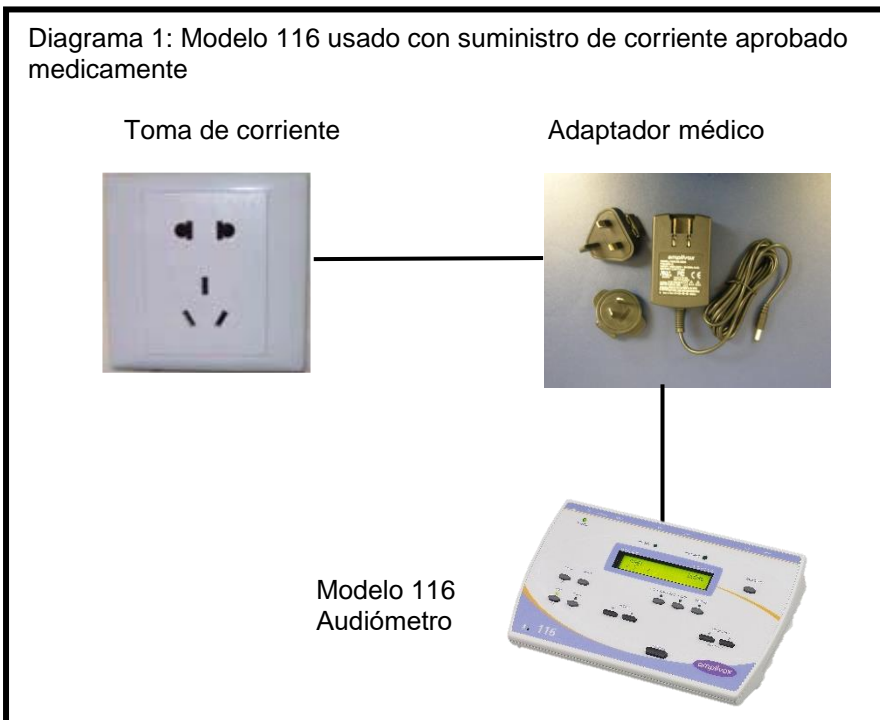 Diagrama 1: Modelo 116 usado con suministro de corriente aprobado
medicamente
Toma de corriente
Adaptador médico
amplivox
Modelo 116
Audiómetro
116
amplivox